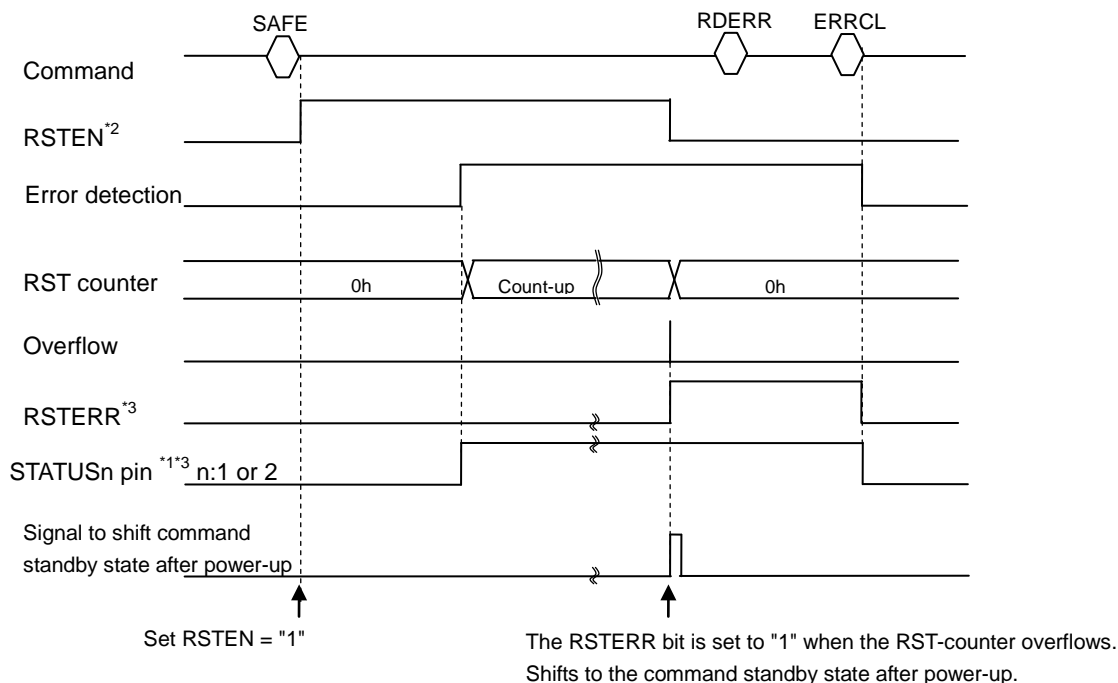 SAFE
RDERR
ERRCL
Command
RSTEN*2
Error detection
RST counter
0h
Count-up
0h
Overflow
RSTERR*3
STATUSn pin *1*3 n:1 or 2
Signal to shift command
standby state after power-up
Set RSTEN = "1"
The RSTERR bit is set to "1" when the RST-counter overflows.
Shifts to the command standby state after power-up.